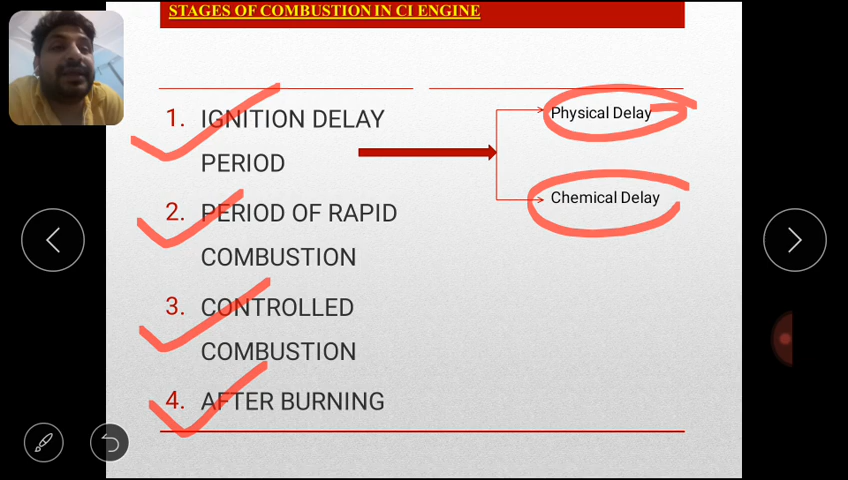 STAGES OF COMBUSTION IN CI ENGINE
1. IGNITION DELAY
PERIOD
2. PERIOD OF RAPID
COMBUSTION
3. CONTROLLED
COMBUSTION
4. AFTER BURNING
Physical Delay
Chemical Delay